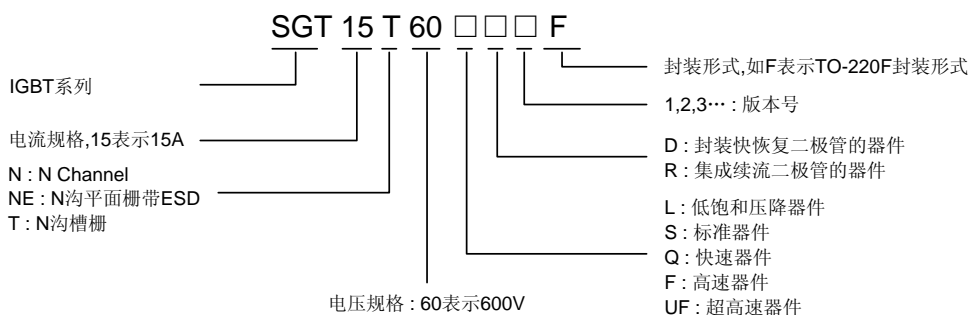 SGT 15 T 60 □ □ □ F
IGBT系列
电流规格,15表示15A
N : N Channel
NE : N沟平面栅带ESD
T : N沟槽栅
电压规格 : 60表示600V
封装形式,如F表示TO-220F封装形式
1,2,3… : 版本号
D : 封装快恢复二极管的器件
R : 集成续流二极管的器件
L : 低饱和压降器件
S : 标准器件
Q : 快速器件
F : 高速器件
UF : 超高速器件